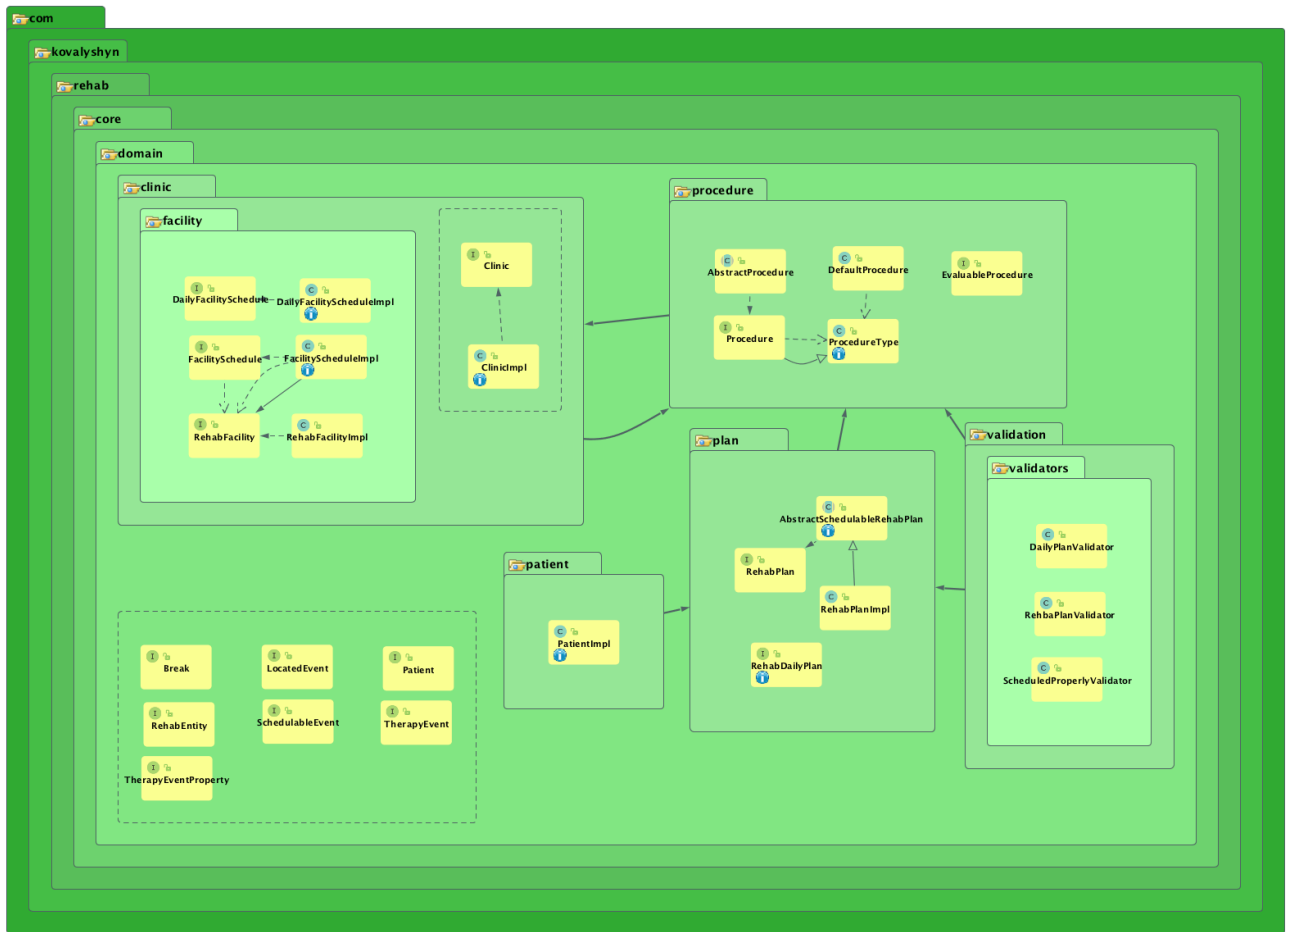 com
kovalyshyn
rehab
core
domain
clinic
facility
DailyFacilitySchedule
DailyFacilityScheduleImpl
FacilitySchedule
FacilityScheduleImpl
RehabFacility
RehabFacilityImpl
Clinic
ClinicImpl
procedure
AbstractProcedure
DefaultProcedure
EvaluableProcedure
Procedure
ProcedureType
plan
AbstractSchedulableRehabPlan
RehabPlan
RehabPlanImpl
RehabDailyPlan
validation
validators
DailyPlanValidator
RehbaPlanValidator
ScheduledProperlyValidator
patient
PatientImpl
Break
LocatedEvent
Patient
RehabEntity
SchedulableEvent
TherapyEvent
TherapyEventProperty